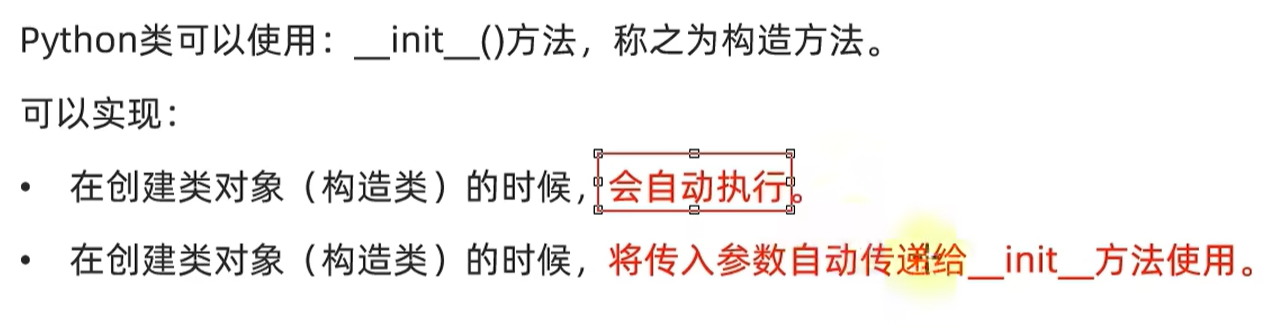 Python类可以使用：__init__()方法，称之为构造方法。
可以实现：
• 在创建类对象（构造类）的时候，会自动执行。
• 在创建类对象（构造类）的时候，将传入参数自动传递给__init__方法使用。